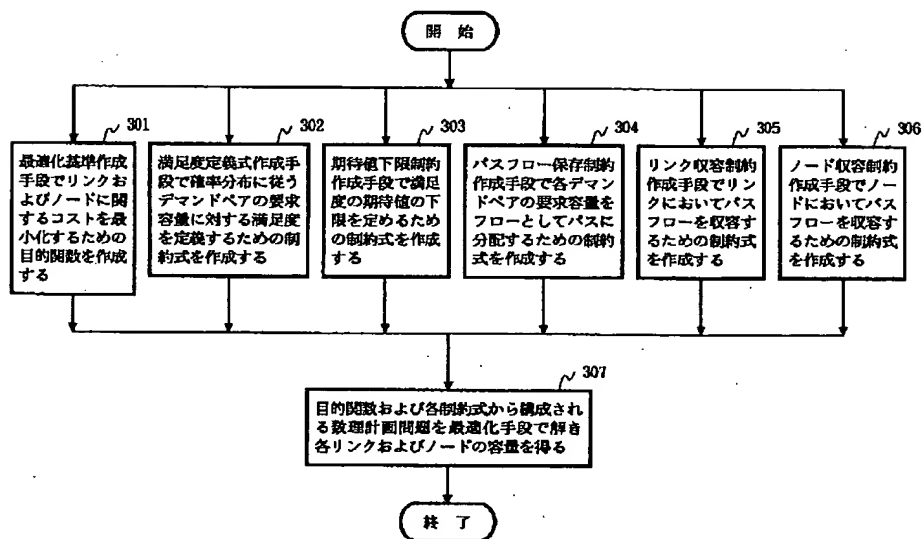 開始
301
最適化基準作成
手段でリンクお
よびノードに関
するコストを最
小化するための
目的関数を作成
する
302
満足度定義式作成手
段で確率分布に従う
デマンドペアの要求
容量に対する満足度
を定義するための制
約式を作成する
303
期待値下限制約
作成手段で満足
度の期待値の下
限を定めるため
の制約式を作成
する
304
パスフロー保存制約
作成手段で各デマン
ドペアの要求容量を
フローとしてパスに
分配するための制約
式を作成する
305
リンク収容制約
作成手段でリン
クにおいてパス
フローを収容す
るための制約式
を作成する
306
ノード収容制約
作成手段でノー
ドにおいてパス
フローを収容す
るための制約式
を作成する
307
目的関数および各制約式から構成され
る数理計画問題を最適化手段で解き
各リンクおよびノードの容量を得る
終了